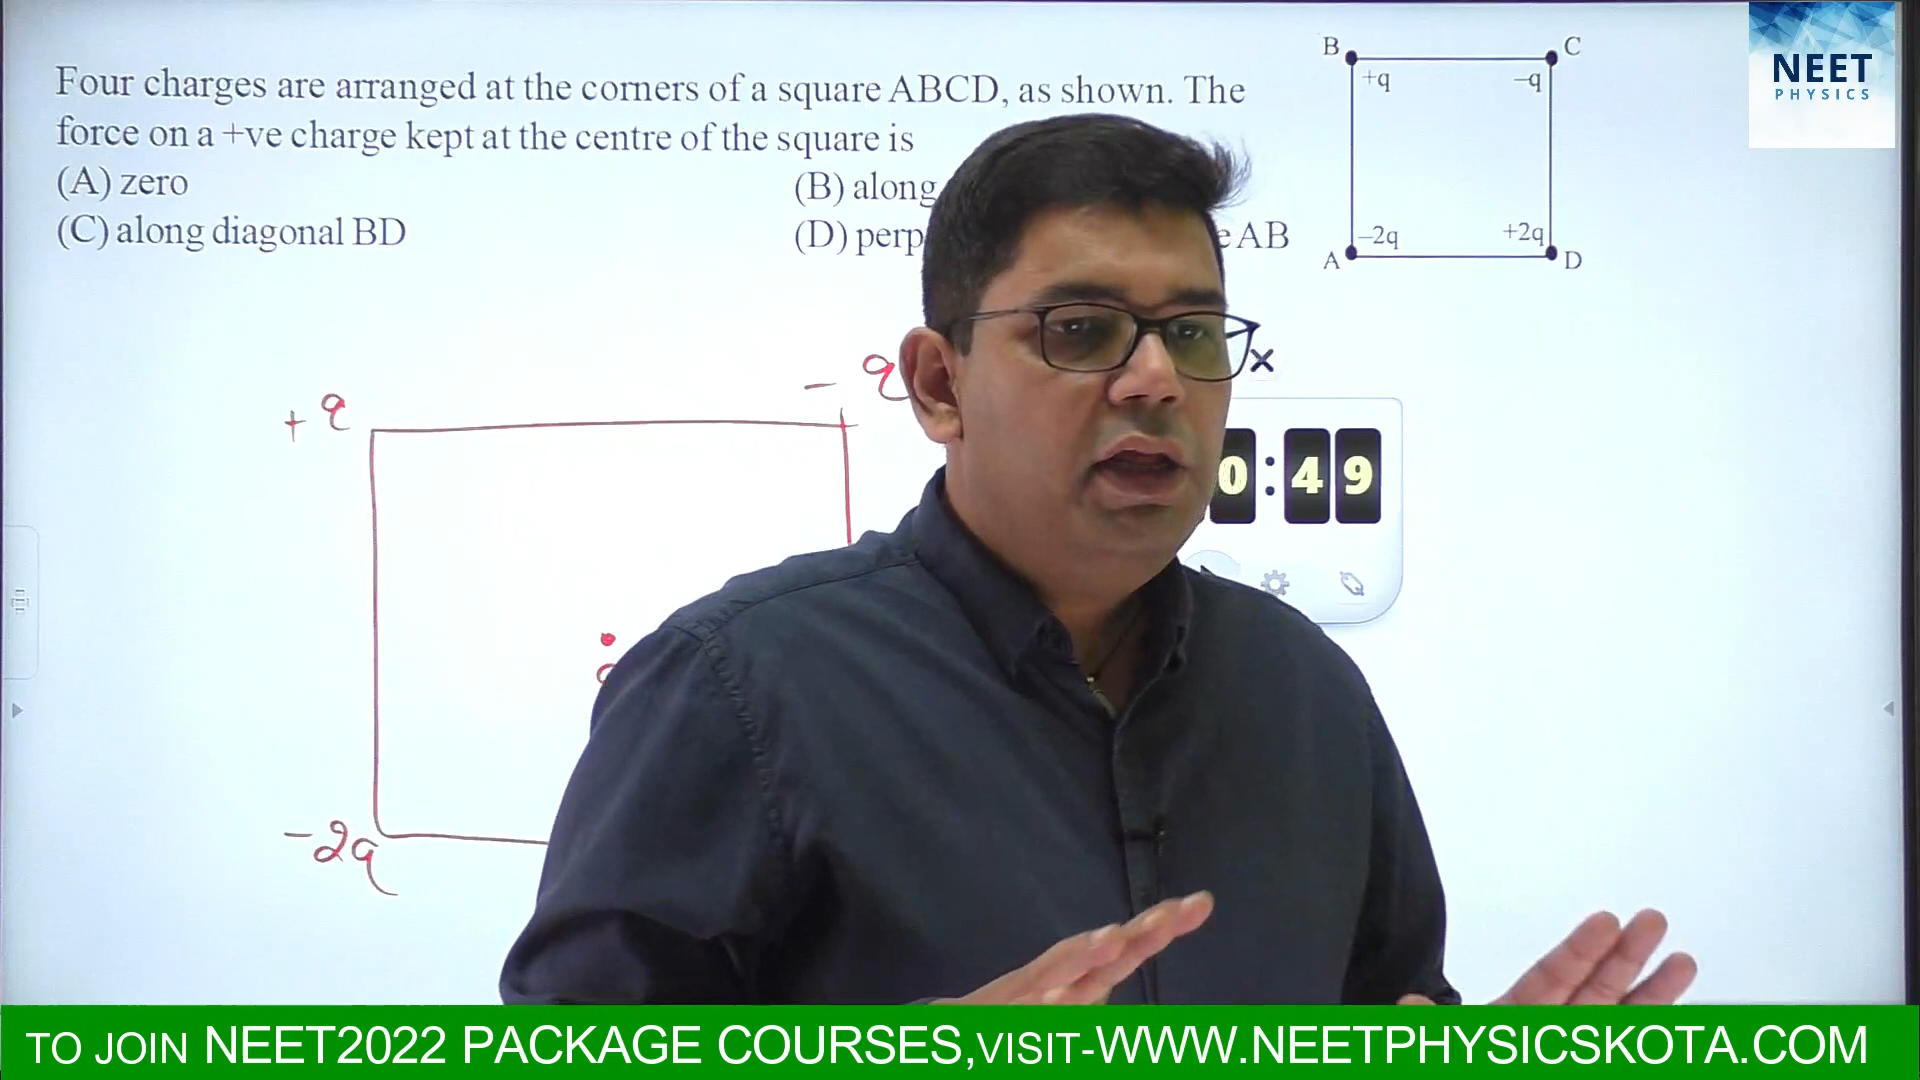 Four charges are arranged at the corners of a square ABCD, as shown. The
force on a +ve charge kept at the centre of the square is
(A) zero
(B) along
(C) along diagonal BD
(D) perp
AB
B
C
+q
–q
–2q
+2q
A
D
NEET
PHYSICS
+q
- q
-2q
0:49
TO JOIN NEET2022 PACKAGE COURSES,VISIT-WWW.NEETPHYSICSKOTA.COM